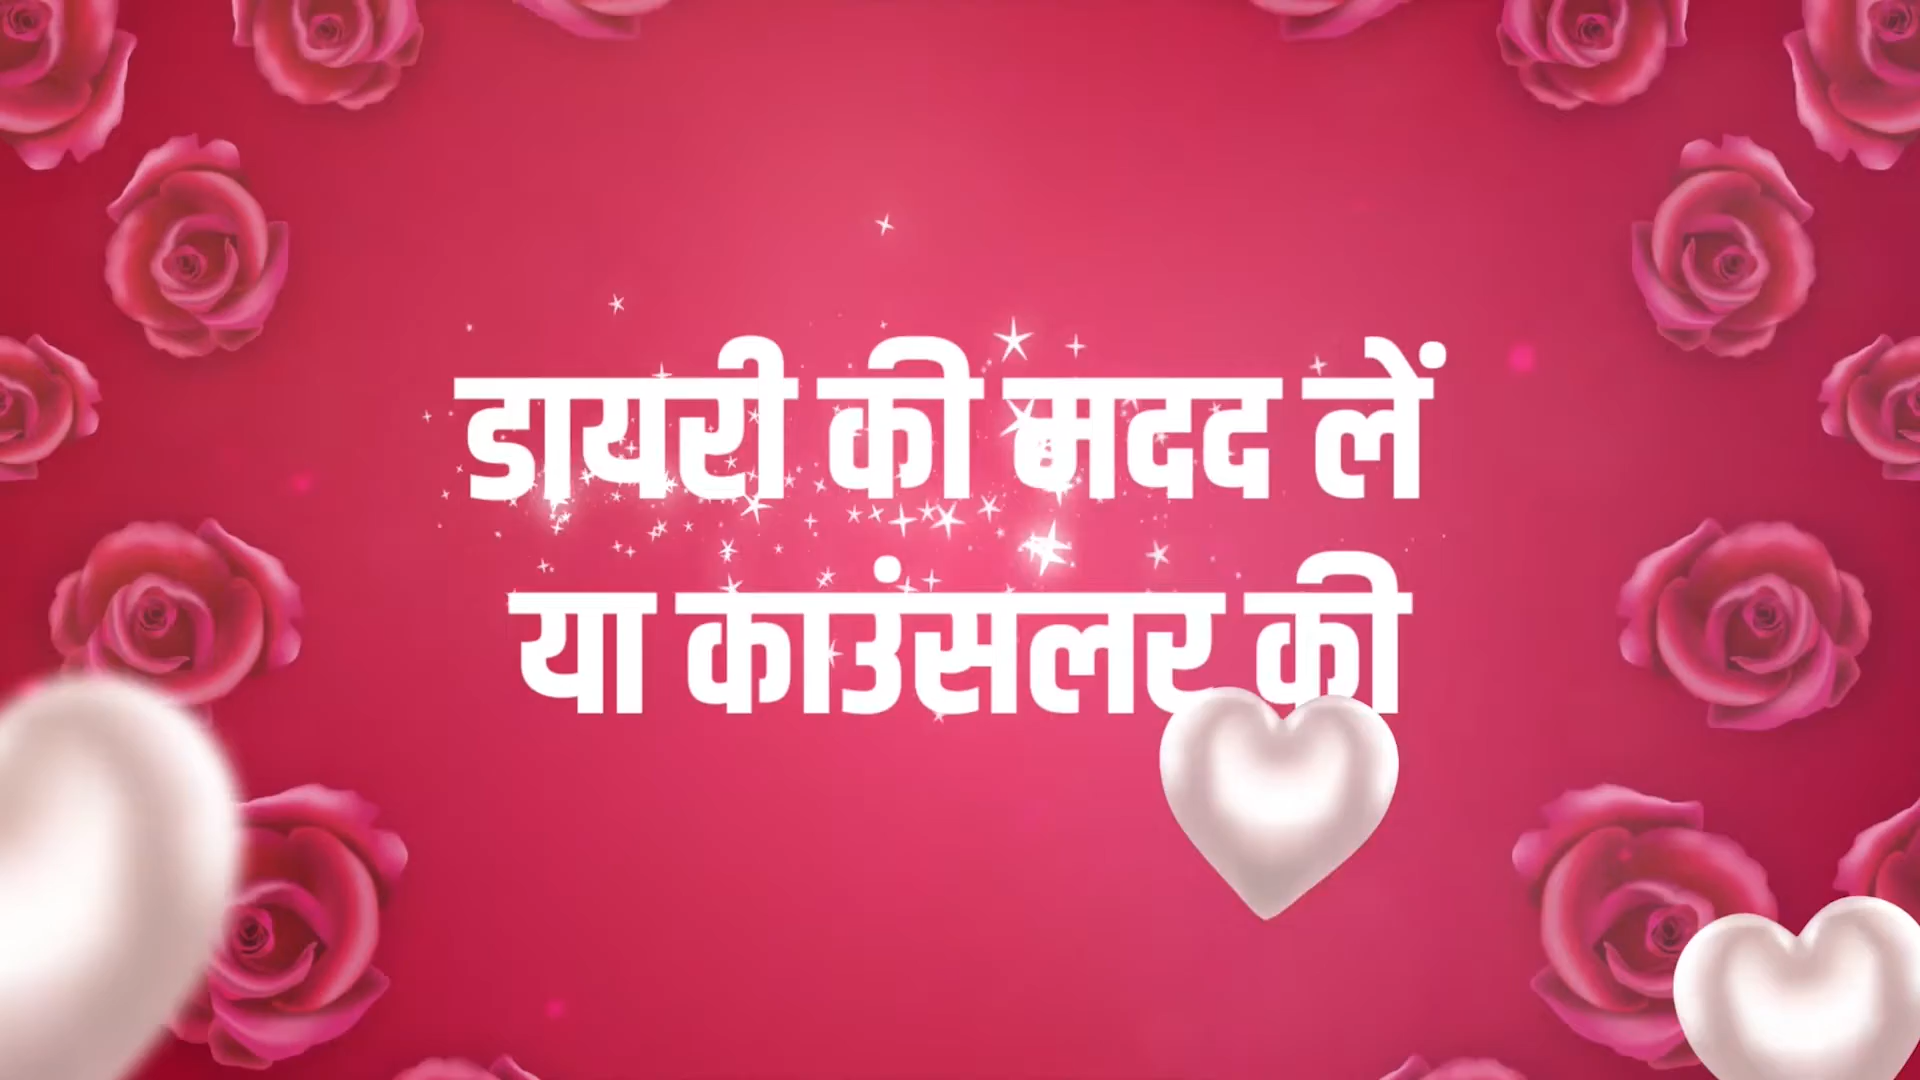 डायरी की मदद लें
या काउंसलर की